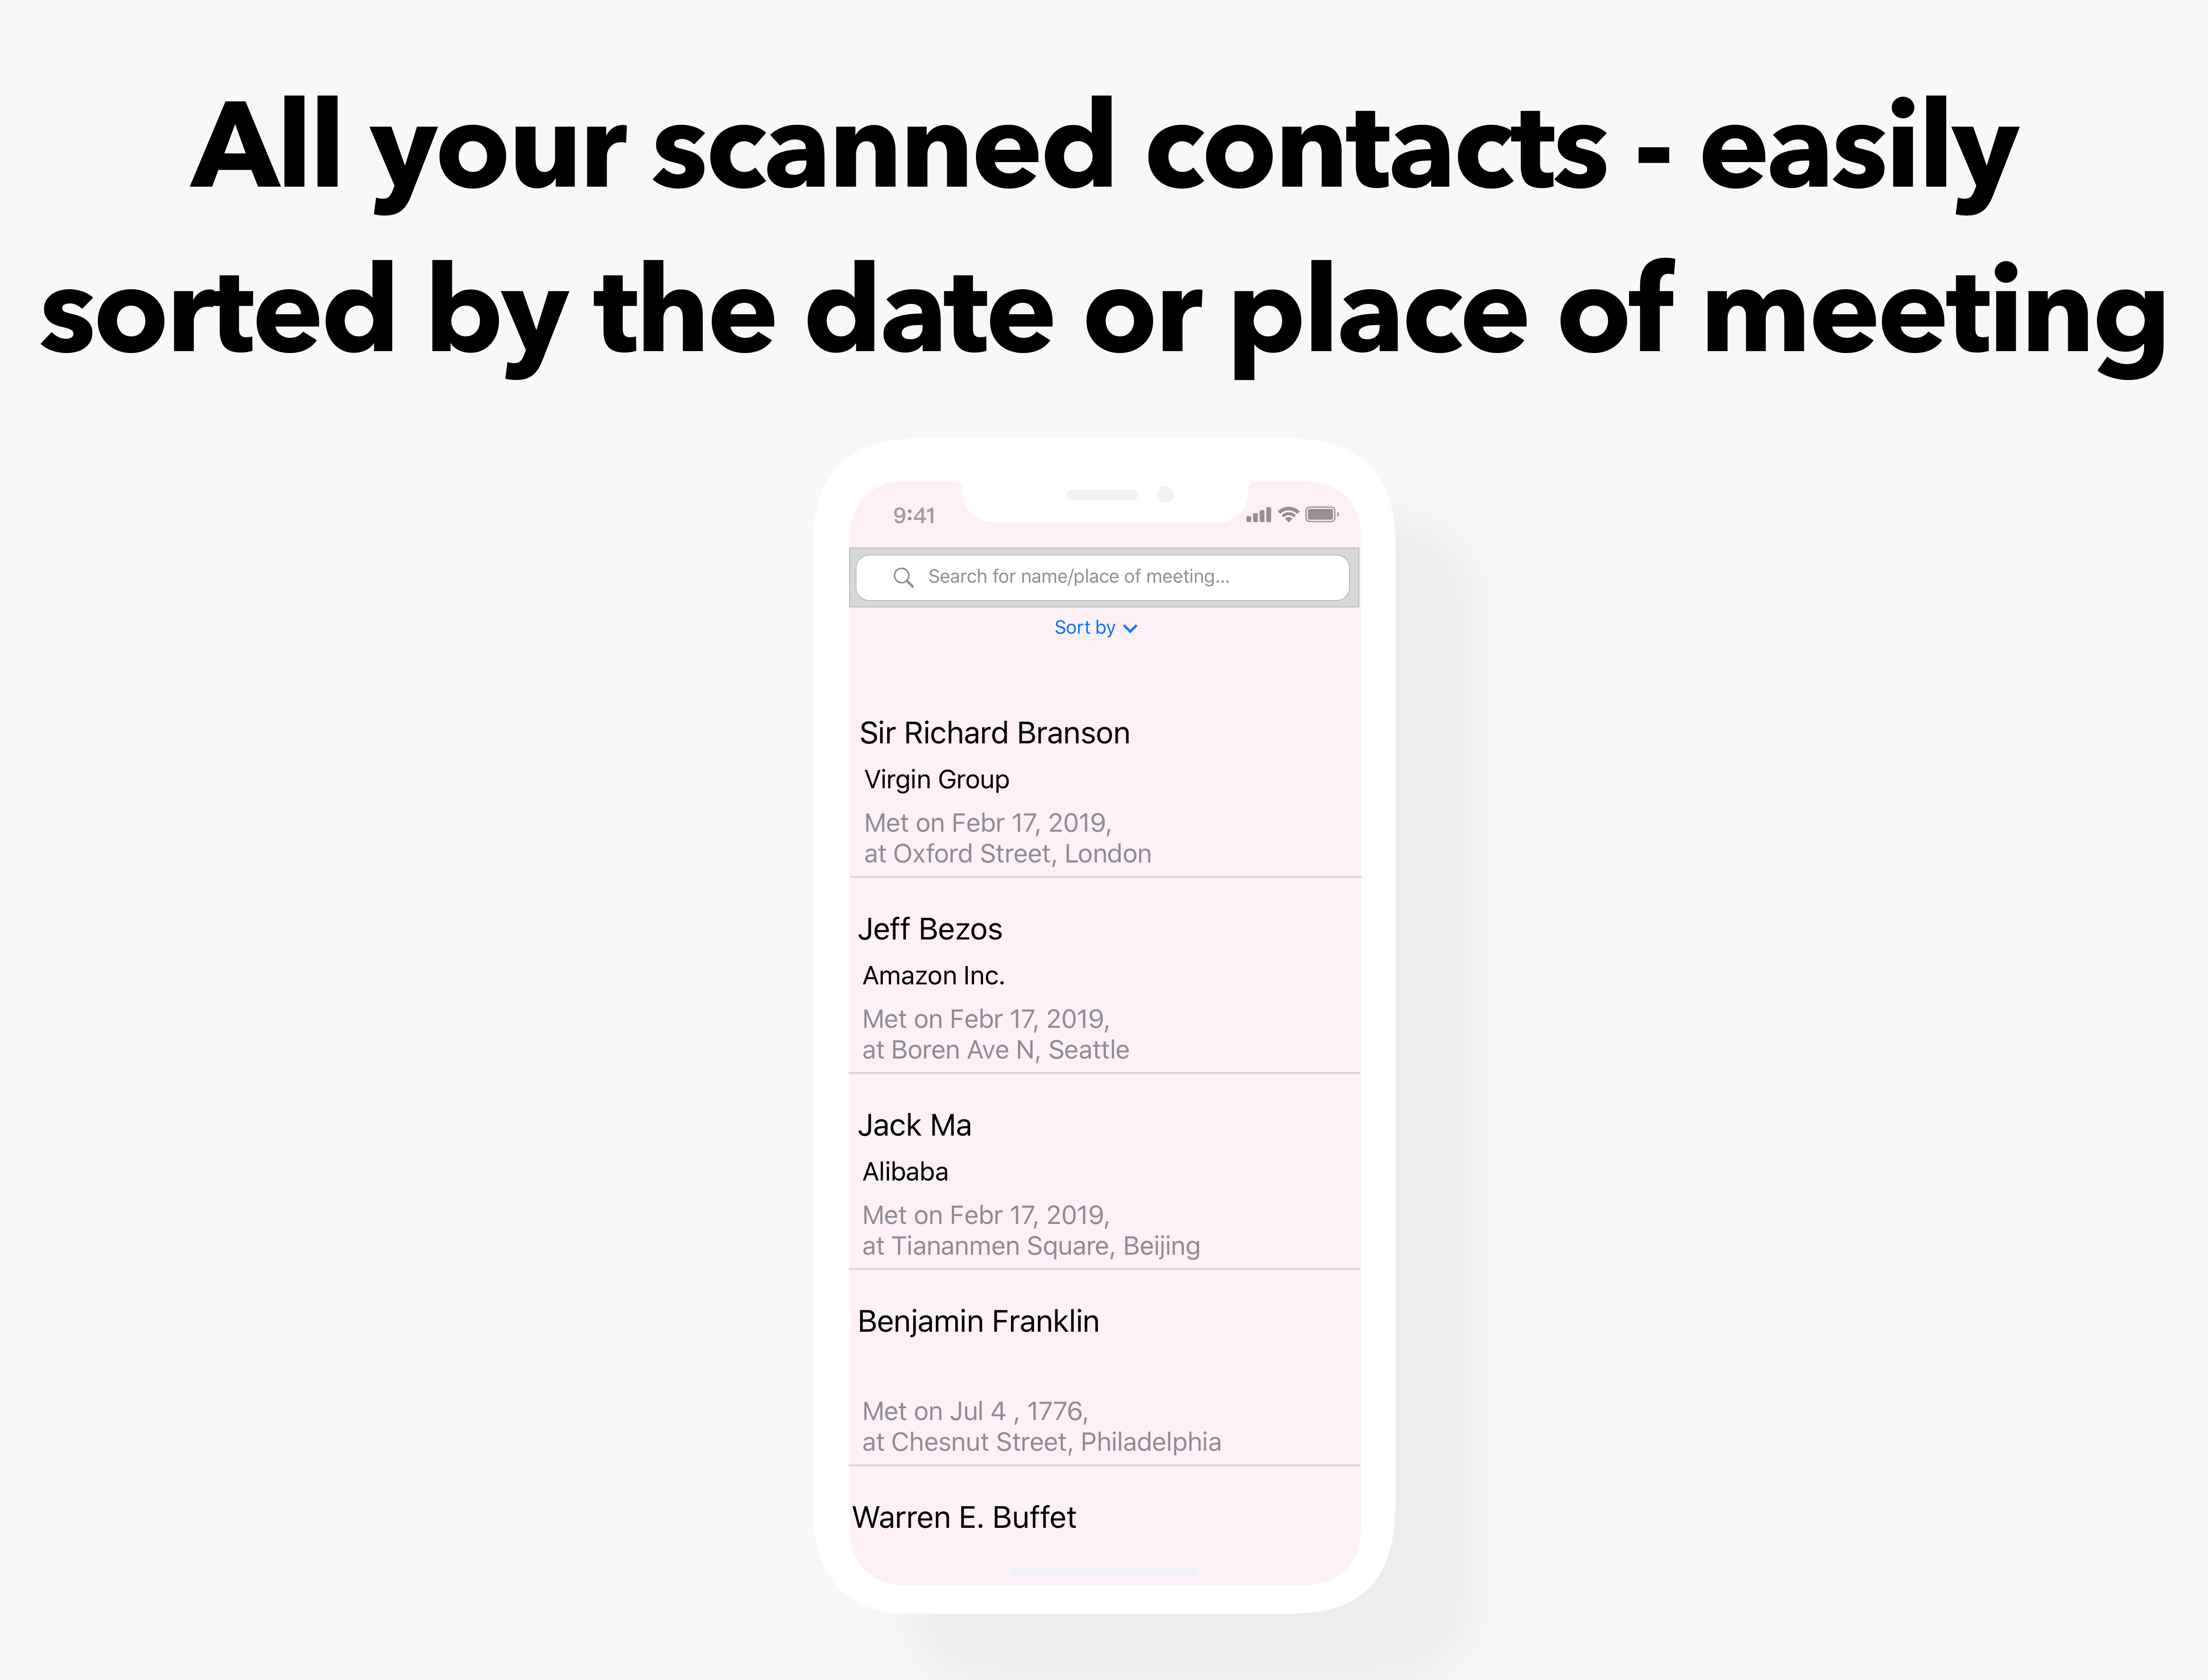 All your scanned contacts - easily
sorted by the date or place of meeting
9:41
Search for name/place of meeting...
Sort by
Sir Richard Branson
Virgin Group
Met on Febr 17, 2019,
at Oxford Street, London
Jeff Bezos
Amazon Inc.
Met on Febr 17, 2019,
at Boren Ave N, Seattle
Jack Ma
Alibaba
Met on Febr 17, 2019,
at Tiananmen Square, Beijing
Benjamin Franklin
Met on Jul 4 , 1776,
at Chesnut Street, Philadelphia
Warren E. Buffet